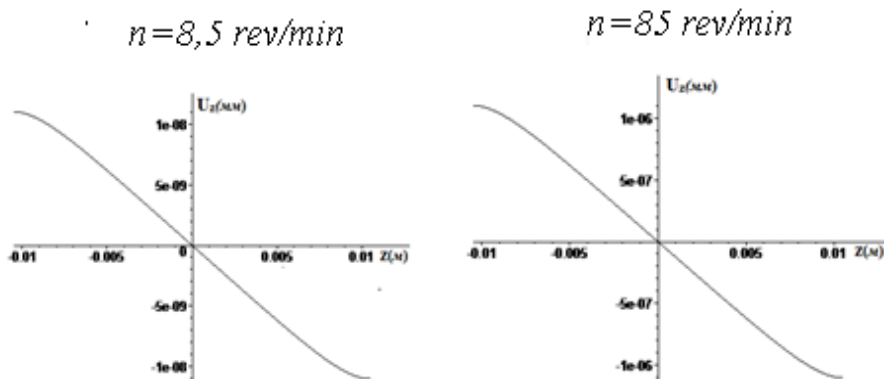 n=8,5 rev/min
n=85 rev/min
Uz(мм)
1e-08
5e-09
-0.01
-0.005
0
0.005
0.01
Z(м)
-5e-09
-1e-08
Uz(мм)
1e-06
5e-07
-0.01
-0.005
0
0.005
0.01
Z(м)
-5e-07
-1e-06